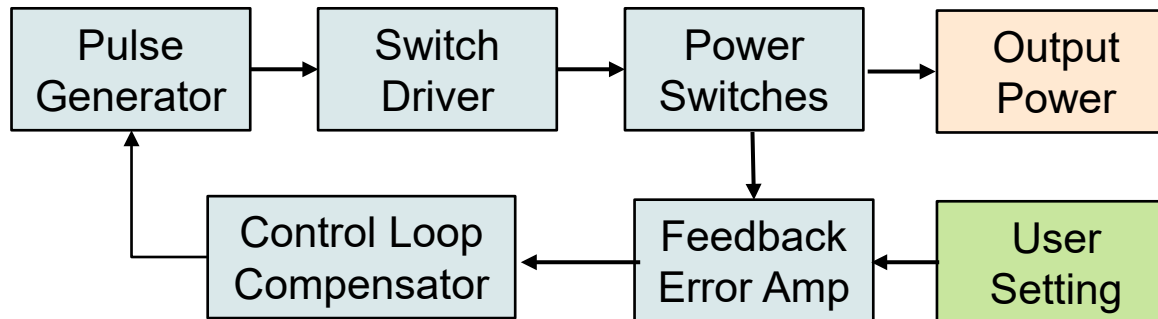 Pulse
Generator
Switch
Driver
Power
Switches
Output
Power
Control Loop
Compensator
Feedback
Error Amp
User
Setting